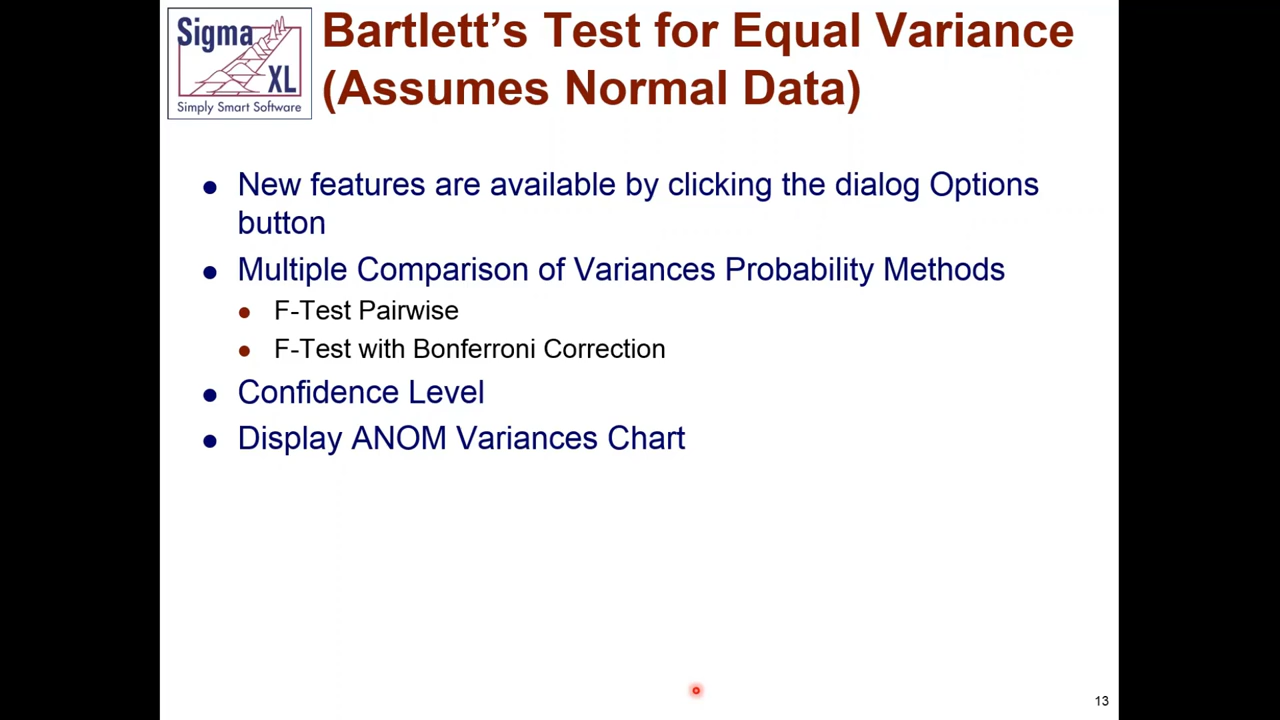 Sigma
XL
Simply Smart Software
Bartlett’s Test for Equal Variance
(Assumes Normal Data)
● New features are available by clicking the dialog Options
button
● Multiple Comparison of Variances Probability Methods
● F-Test Pairwise
● F-Test with Bonferroni Correction
● Confidence Level
● Display ANOM Variances Chart
13